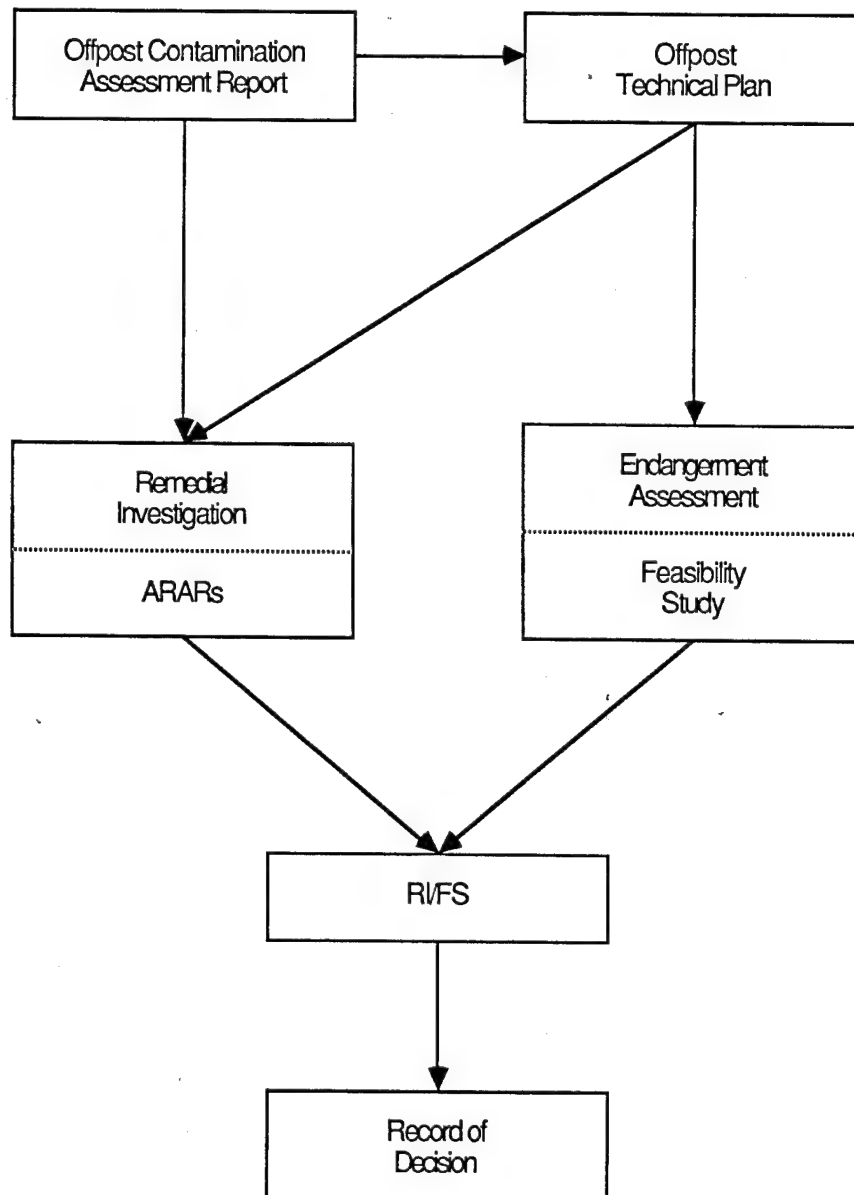 Offpost Contamination
Assessment Report
Offpost
Technical Plan
Remedial
Investigation
ARARs
Endangerment
Assessment
Feasibility
Study
RI/FS
Record of
Decision